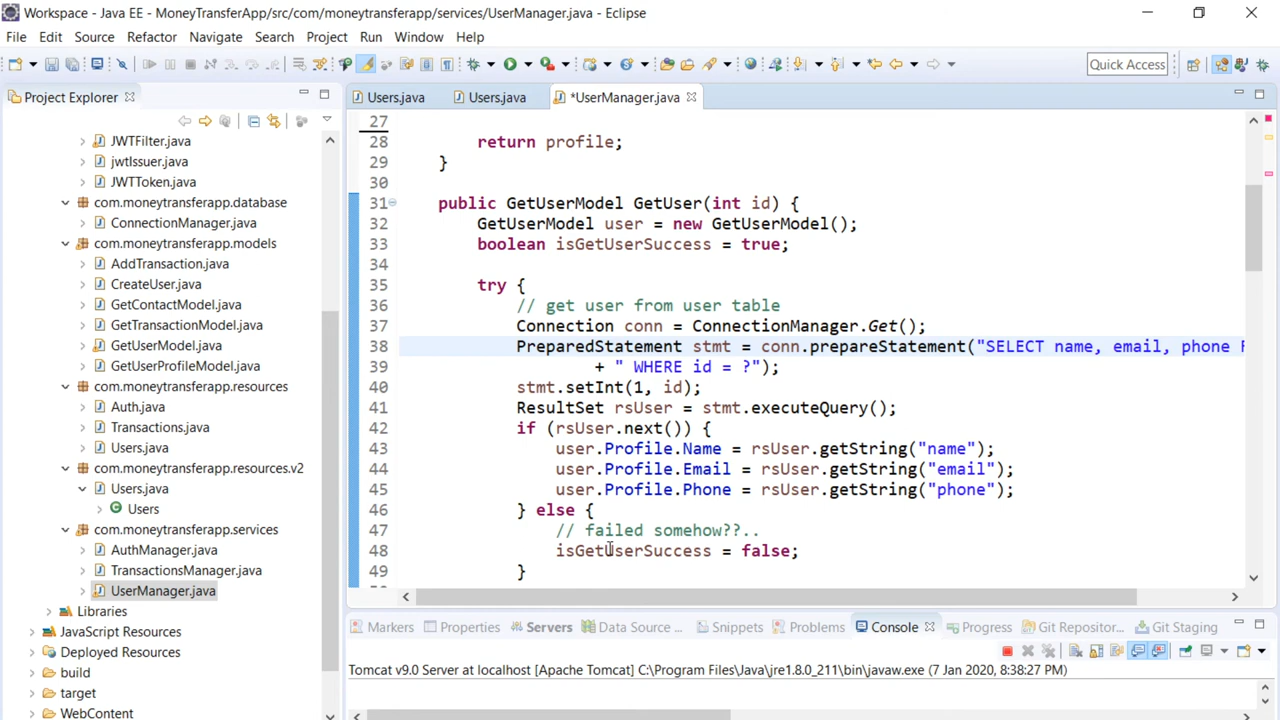 Workspace - Java EE - MoneyTransferApp/src/com/moneytransferapp/services/UserManager.java - Eclipse
File Edit Source Refactor Navigate Search Project Run Window Help
Quick Access
Project Explorer
JWTFilter.java
jwtIssuer.java
JWTToken.java
com.moneytransferapp.database
ConnectionManager.java
com.moneytransferapp.models
AddTransaction.java
CreateUser.java
GetContactModel.java
GetTransactionModel.java
GetUserModel.java
GetUserProfileModel.java
com.moneytransferapp.resources
Auth.java
Transactions.java
Users.java
com.moneytransferapp.resources.v2
Users.java
Users
com.moneytransferapp.services
AuthManager.java
TransactionsManager.java
UserManager.java
Libraries
JavaScript Resources
Deployed Resources
build
target
WebContent
Users.java Users.java *UserManager.java
27
28 return profile;
29 }
30
31 public GetUserModel GetUser(int id) {
32 GetUserModel user = new GetUserModel();
33 boolean isGetUserSuccess = true;
34
35 try {
36 // get user from user table
37 Connection conn = ConnectionManager.Get();
38 PreparedStatement stmt = conn.prepareStatement("SELECT name, email, phone F
39 + " WHERE id = ?");
40 stmt.setInt(1, id);
41 ResultSet rsUser = stmt.executeQuery();
42 if (rsUser.next()) {
43 user.Profile.Name = rsUser.getString("name");
44 user.Profile.Email = rsUser.getString("email");
45 user.Profile.Phone = rsUser.getString("phone");
46 } else {
47 // failed somehow??..
48 isGetUserSuccess = false;
49 }
Markers Properties Servers Data Source ... Snippets Problems Console Progress Git Repositor... Git Staging
Tomcat v9.0 Server at localhost [Apache Tomcat] C:\Program Files\Java\jre1.8.0_211\bin\javaw.exe (7 Jan 2020, 8:38:27 PM)